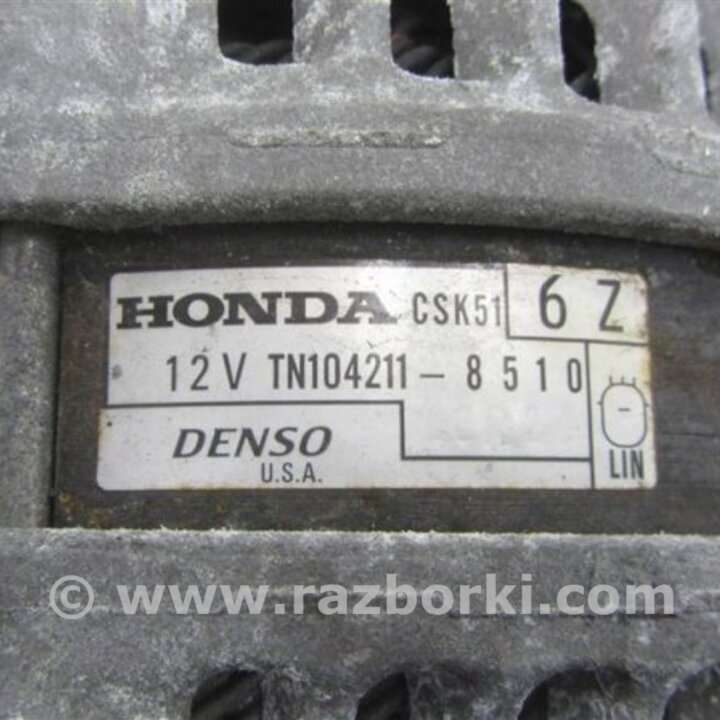 HONDA CSK51 6 Z
12V TN104211-8510
DENSO
U.S.A.
LIN
© www.razborki.com